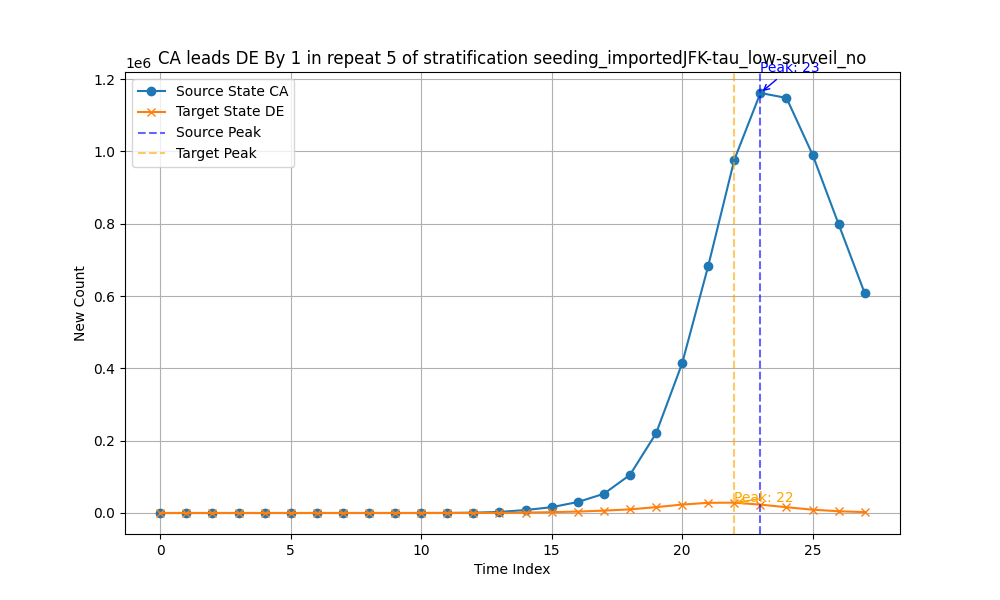 CA leads DE By 1 in repeat 5 of stratification seeding_importedJFK-tau_low-surveil_no
1e6
Peak: 23
Source State CA
Target State DE
Source Peak
Target Peak
1.2
1.0
0.8
0.6
0.4
0.2
0.0
New Count
Peak: 22
0
5
10
15
20
25
Time Index